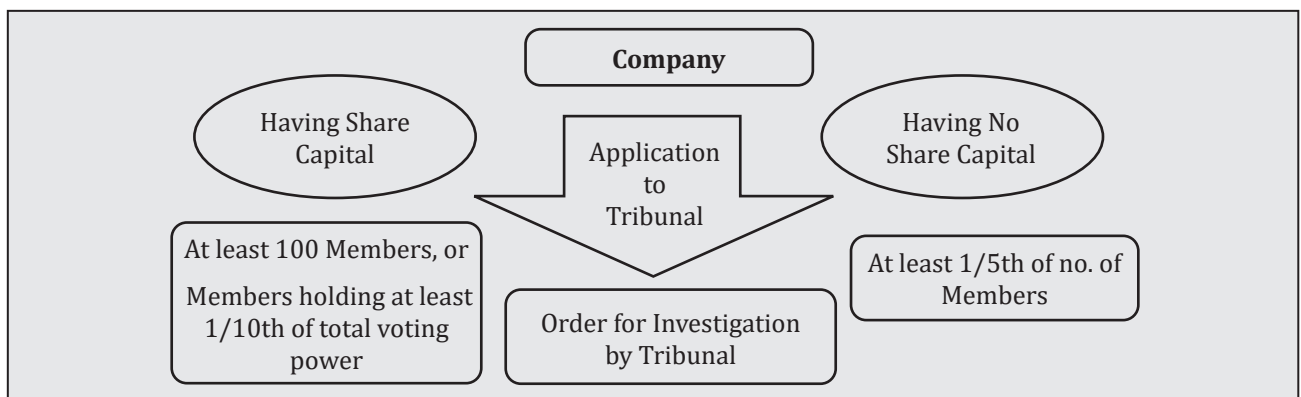 Company
Having Share
Capital
Application
to
Tribunal
Having No
Share Capital
At least 100 Members, or
Members holding at least
1/10th of total voting
power
Order for Investigation
by Tribunal
At least 1/5th of no. of
Members